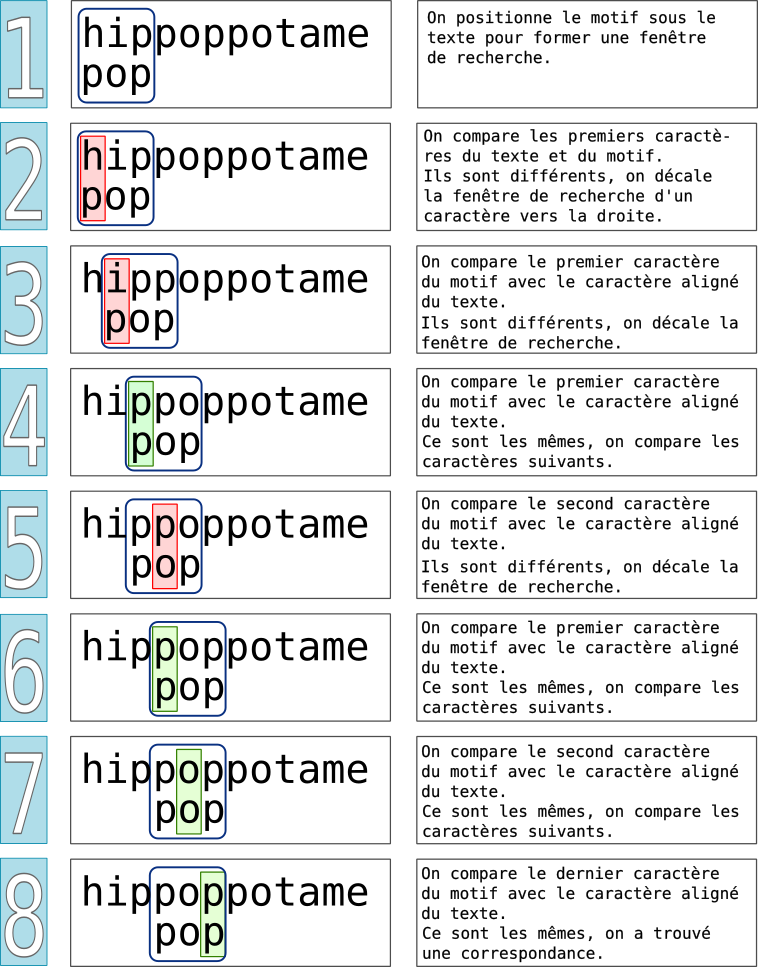 1
hippoppotame
pop
On positionne le motif sous le
texte pour former une fenêtre
de recherche.
2
hippoppotame
pop
On compare les premiers caractè-
res du texte et du motif.
Ils sont différents, on décale
la fenêtre de recherche d'un
caractère vers la droite.
3
hippoppotame
pop
On compare le premier caractère
du motif avec le caractère aligné
du texte.
Ils sont différents, on décale la
fenêtre de recherche.
4
hippoppotame
pop
On compare le premier caractère
du motif avec le caractère aligné
du texte.
Ce sont les mêmes, on compare les
caractères suivants.
5
hippoppotame
pop
On compare le second caractère
du motif avec le caractère aligné
du texte.
Ils sont différents, on décale la
fenêtre de recherche.
6
hippoppotame
pop
On compare le premier caractère
du motif avec le caractère aligné
du texte.
Ce sont les mêmes, on compare les
caractères suivants.
7
hippoppotame
pop
On compare le second caractère
du motif avec le caractère aligné
du texte.
Ce sont les mêmes, on compare les
caractères suivants.
8
hippoppotame
pop
On compare le dernier caractère
du motif avec le caractère aligné
du texte.
Ce sont les mêmes, on a trouvé
une correspondance.